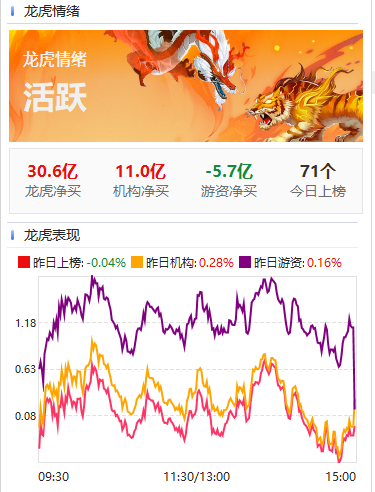 龙虎情绪
龙虎情绪
活跃
30.6亿 11.0亿 -5.7亿 71个
龙虎净买 机构净买 游资净买 今日上榜
龙虎表现
昨日上榜: -0.04% 昨日机构: 0.28% 昨日游资: 0.16%
1.18
0.63
0.08
09:30 11:30/13:00 15:00